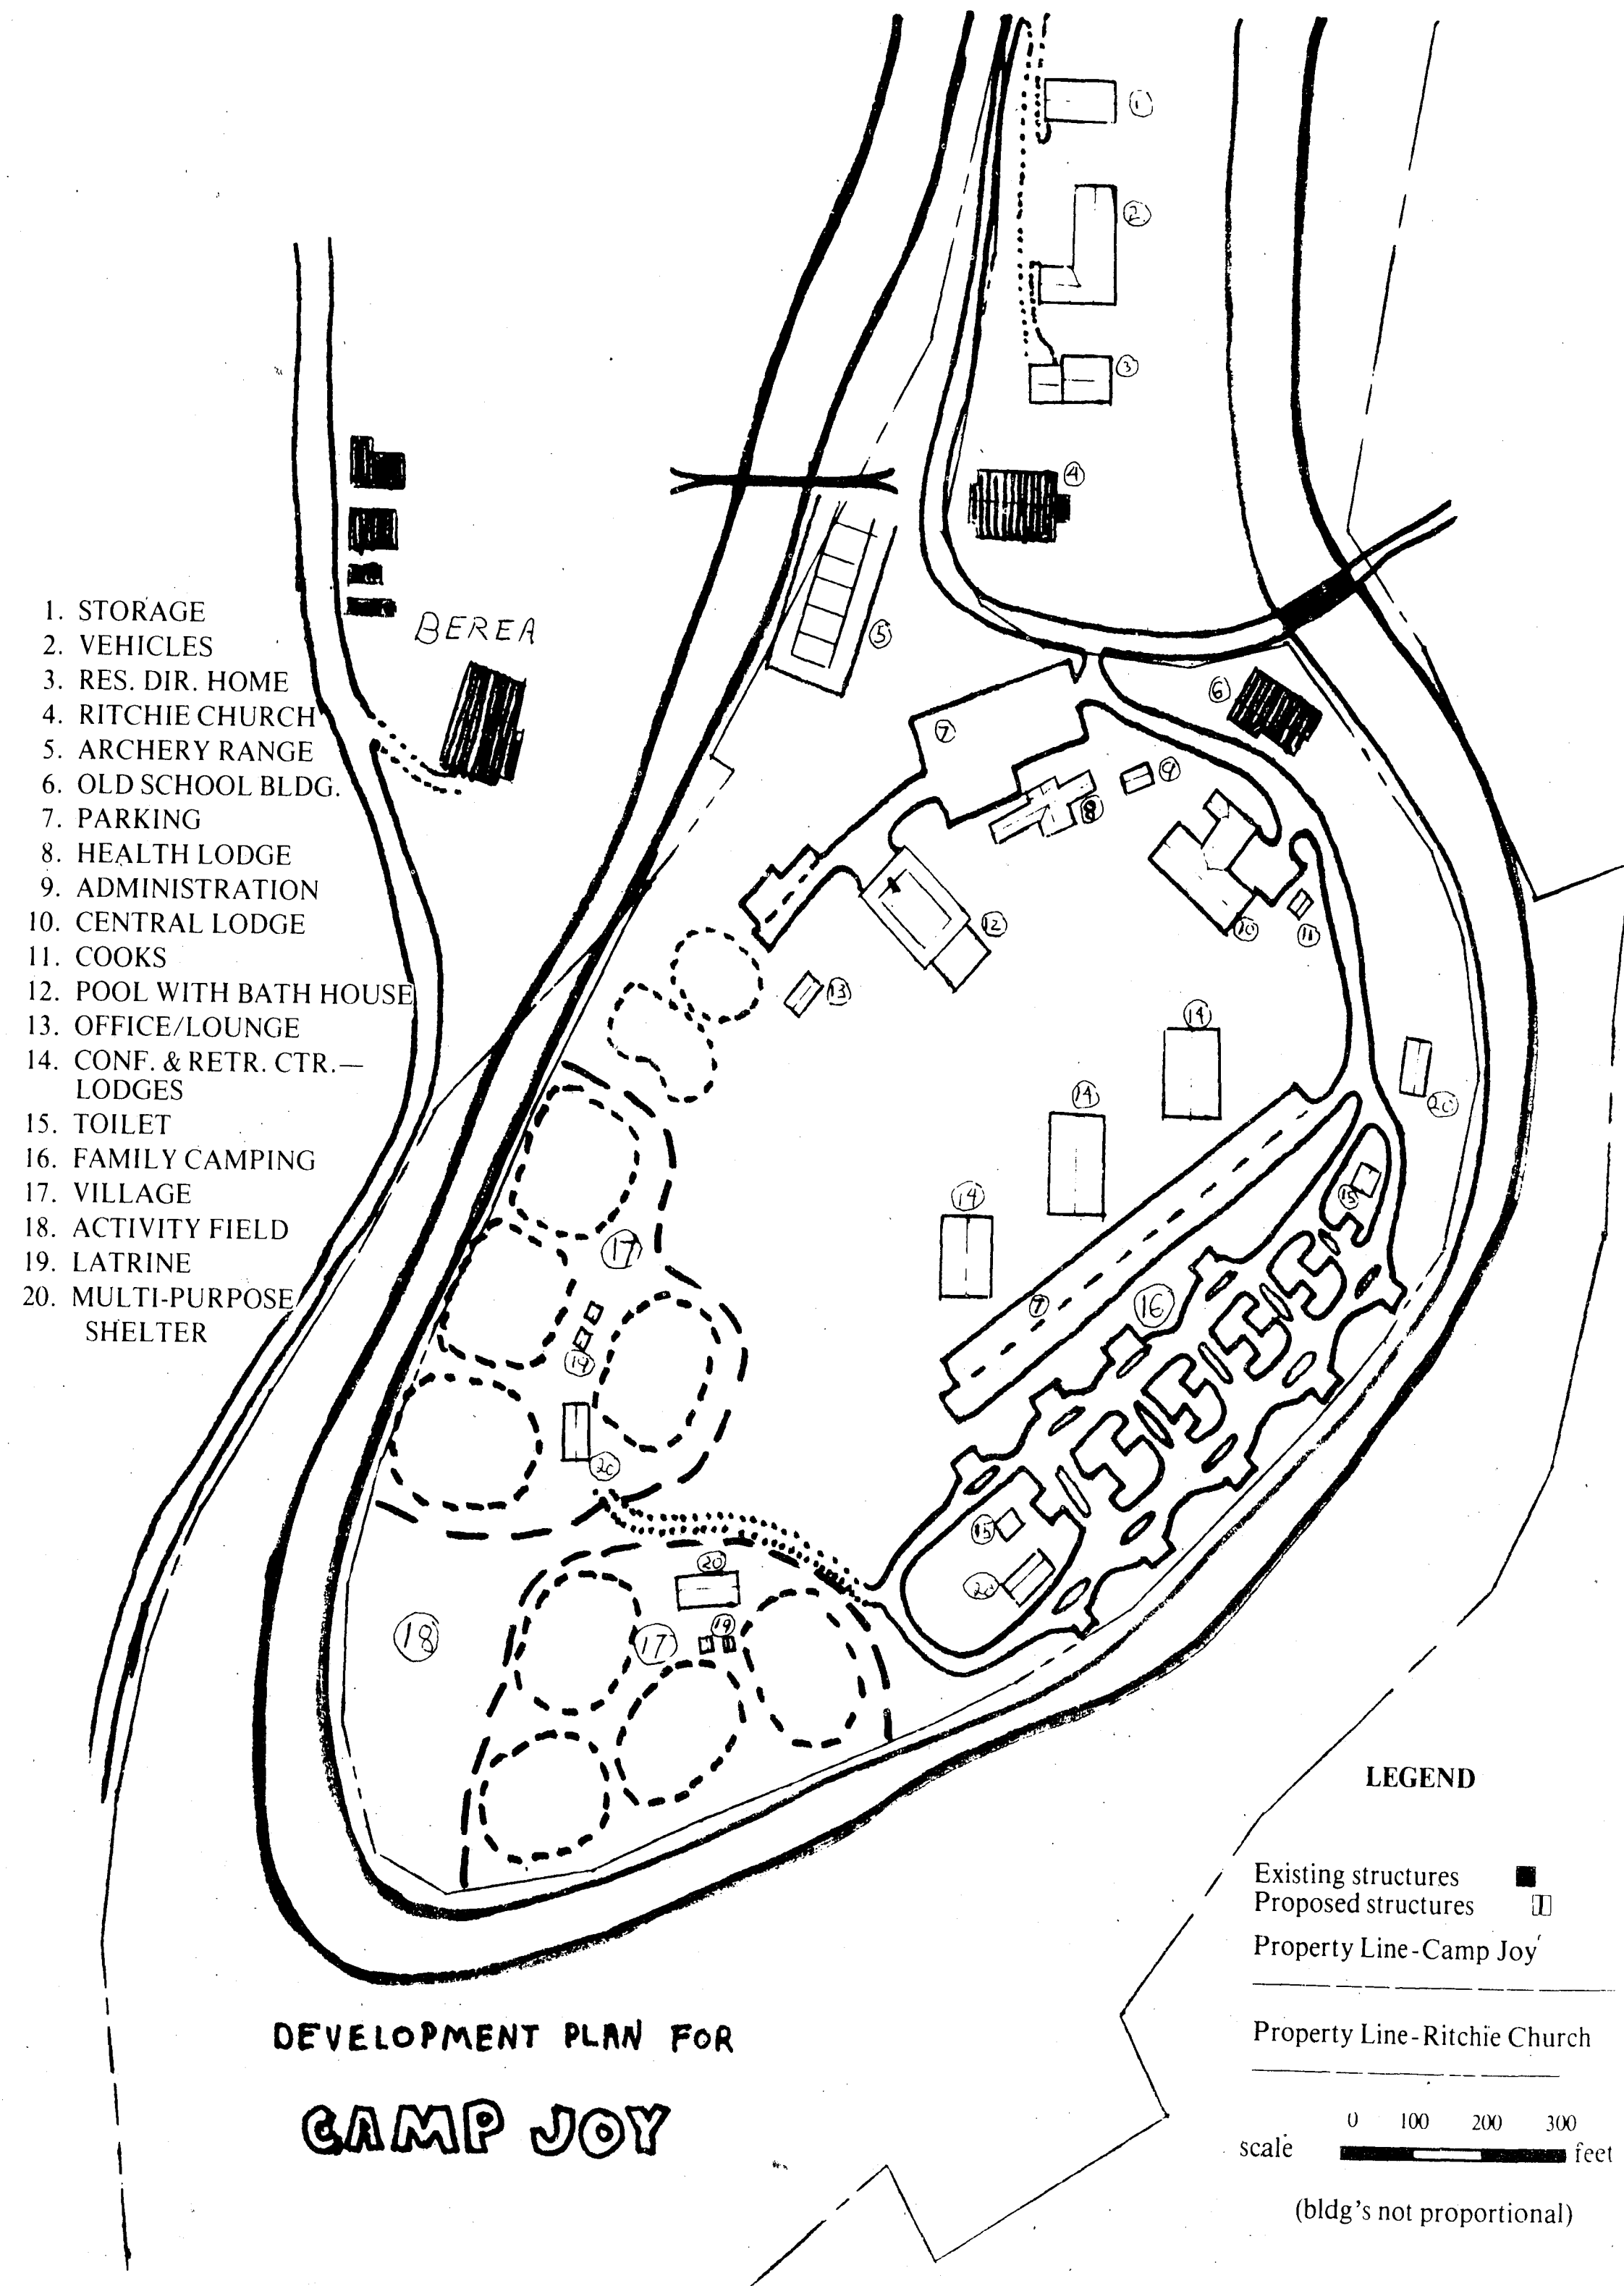 1. STORAGE
2. VEHICLES
3. RES. DIR. HOME
4. RITCHIE CHURCH
5. ARCHERY RANGE
6. OLD SCHOOL BLDG.
7. PARKING
8. HEALTH LODGE
9. ADMINISTRATION
10. CENTRAL LODGE
11. COOKS
12. POOL WITH BATH HOUSE
13. OFFICE/LOUNGE
14. CONF. & RETR. CTR.—
LODGES
15. TOILET
16. FAMILY CAMPING
17. VILLAGE
18. ACTIVITY FIELD
19. LATRINE
20. MULTI-PURPOSE
SHELTER
BEREA
1
2
3
4
5
6
7
8
9
10
11
12
13
14
14
14
20
15
7
16
17
19
20
15
20
20
19
17
18
DEVELOPMENT PLAN FOR
CAMP JOY
LEGEND
Existing structures
Proposed structures
Property Line-Camp Joy
Property Line-Ritchie Church
0 100 200 300
scale feet
(bldg's not proportional)